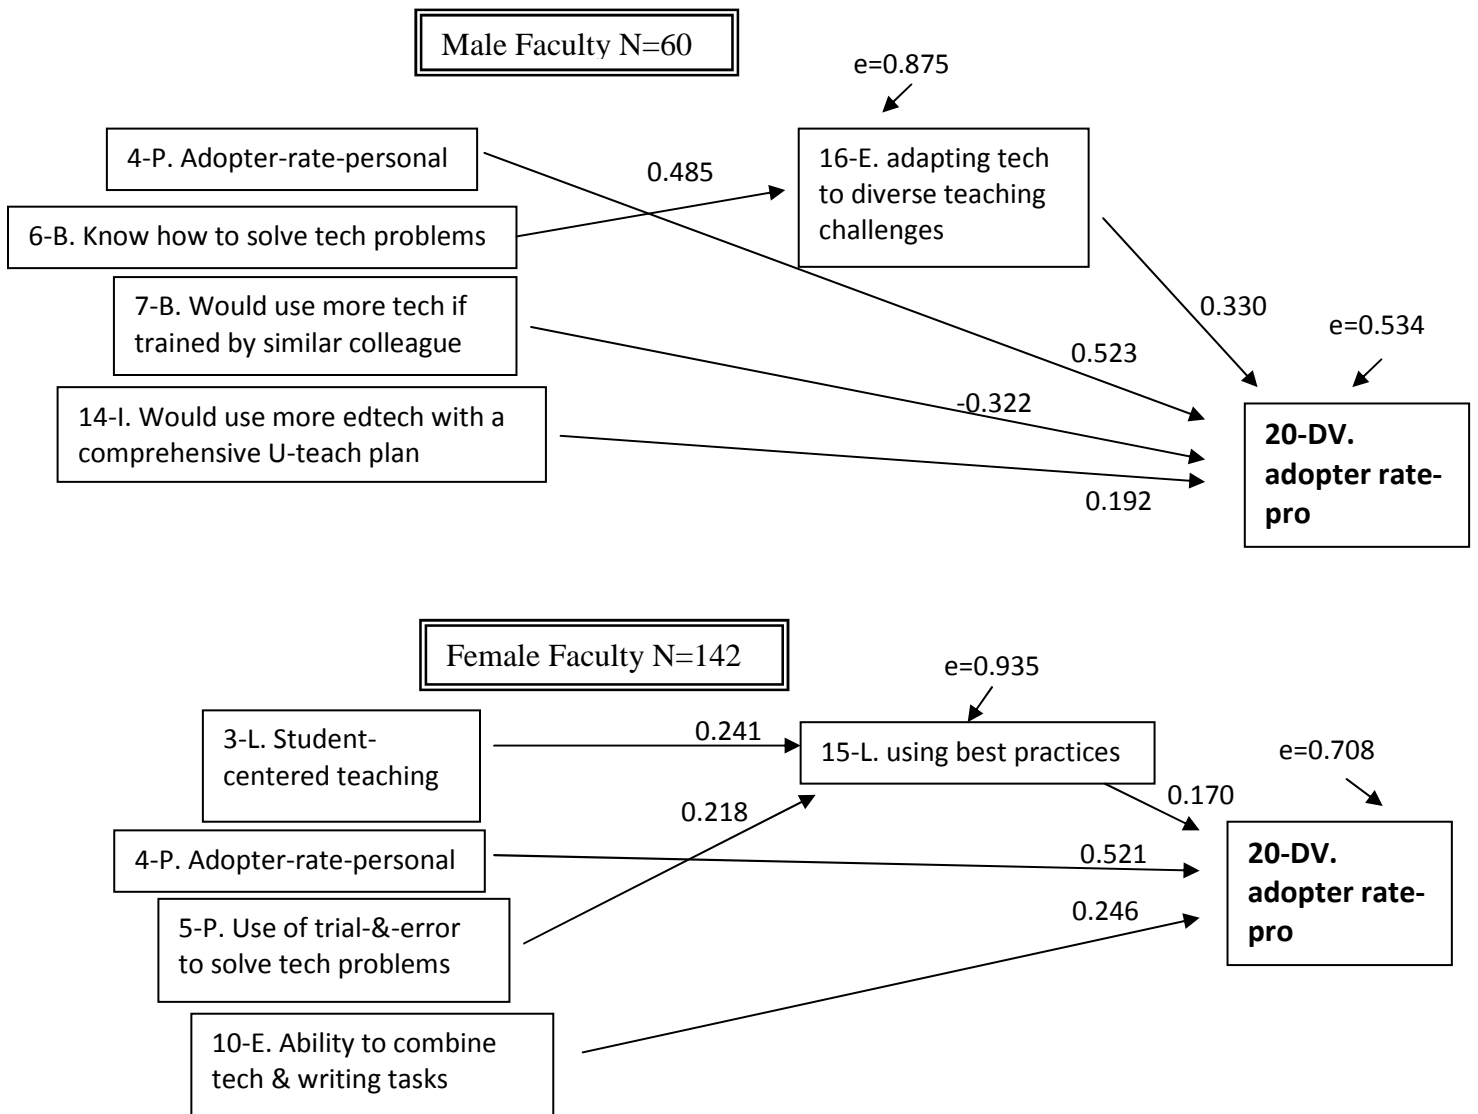 Male Faculty N=60
e=0.875
4-P. Adopter-rate-personal
0.485
16-E. adapting tech
to diverse teaching
challenges
6-B. Know how to solve tech problems
7-B. Would use more tech if
trained by similar colleague
0.330
e=0.534
0.523
-0.322
14-I. Would use more edtech with a
comprehensive U-teach plan
0.192
20-DV.
adopter rate-
pro
Female Faculty N=142
e=0.935
3-L. Student-
centered teaching
0.241
15-L. using best practices
e=0.708
0.218
0.170
4-P. Adopter-rate-personal
0.521
20-DV.
adopter rate-
pro
5-P. Use of trial-&-error
to solve tech problems
0.246
10-E. Ability to combine
tech & writing tasks